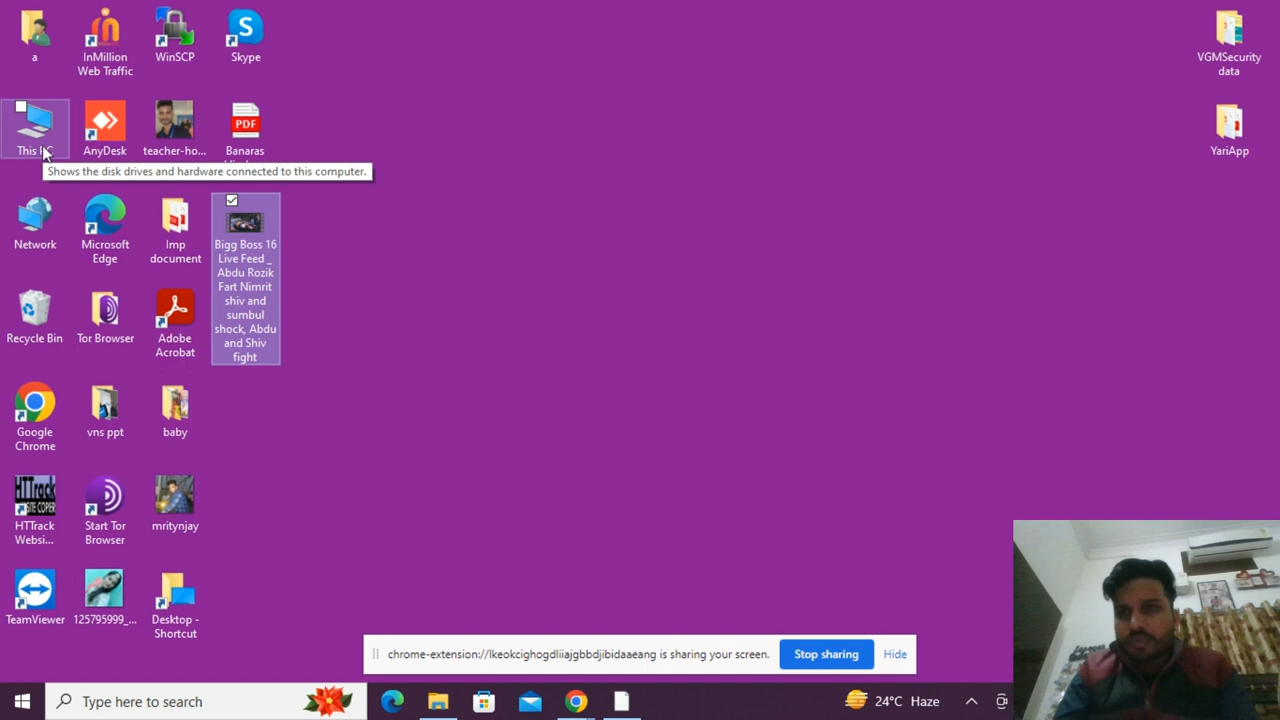 a
InMillion
Web Traffic
WinSCP
Skype
VGMSecurity
data
This PC
AnyDesk
teacher-ho...
PDF
Banaras
YariApp
Shows the disk drives and hardware connected to this computer.
Network
Microsoft
Edge
Imp
document
Bigg Boss 16
Live Feed _
Abdu Rozik
Fart Nimrit
shiv and
sumbul
shock, Abdu
and Shiv
fight
Recycle Bin
Tor Browser
Adobe
Acrobat
Google
Chrome
vns ppt
baby
HTTrack
SITE COPIER
HTTrack
Websi...
Start Tor
Browser
mritynjay
TeamViewer
125795999_...
Desktop -
Shortcut
chrome-extension://lkeokcighogdliiajgbbdjibidaaeang is sharing your screen.
Stop sharing
Hide
Type here to search
24°C Haze